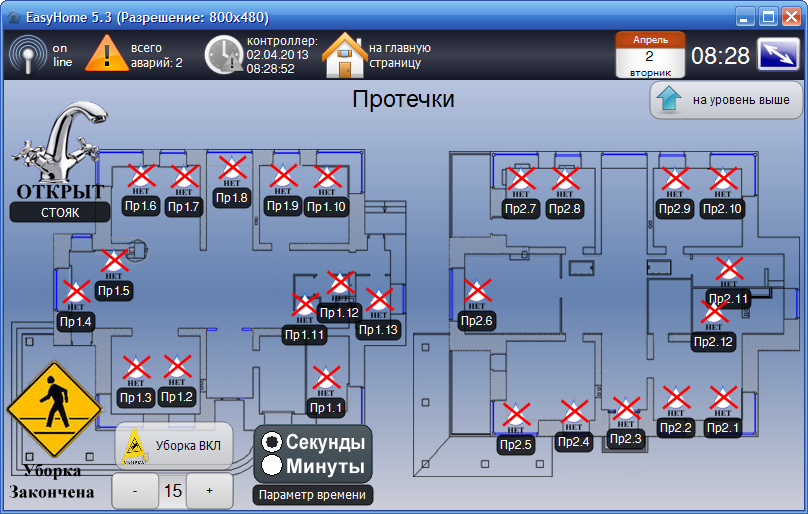 EasyHome 5.3 (Разрешение: 800x480)
on
line
всего
аварий: 2
контроллер:
02.04.2013
08:28:52
на главную
страницу
Апрель
2
вторник
08:28
Протечки
на уровень выше
ОТКРЫТ
СТОЯК
НЕТ
Пр1.6
НЕТ
Пр1.7
НЕТ
Пр1.8
НЕТ
Пр1.9
НЕТ
Пр1.10
НЕТ
Пр1.5
НЕТ
Пр1.4
НЕТ
Пр1.11
НЕТ
Пр1.12
НЕТ
Пр1.13
НЕТ
Пр1.3
НЕТ
Пр1.2
НЕТ
Пр1.1
НЕТ
Пр2.7
НЕТ
Пр2.8
НЕТ
Пр2.9
НЕТ
Пр2.10
НЕТ
Пр2.6
НЕТ
Пр2.11
НЕТ
Пр2.12
НЕТ
Пр2.5
НЕТ
Пр2.4
НЕТ
Пр2.3
НЕТ
Пр2.2
НЕТ
Пр2.1
Уборка
Закончена
Уборка ВКЛ
- 15 +
Секунды
Минуты
Параметр времени